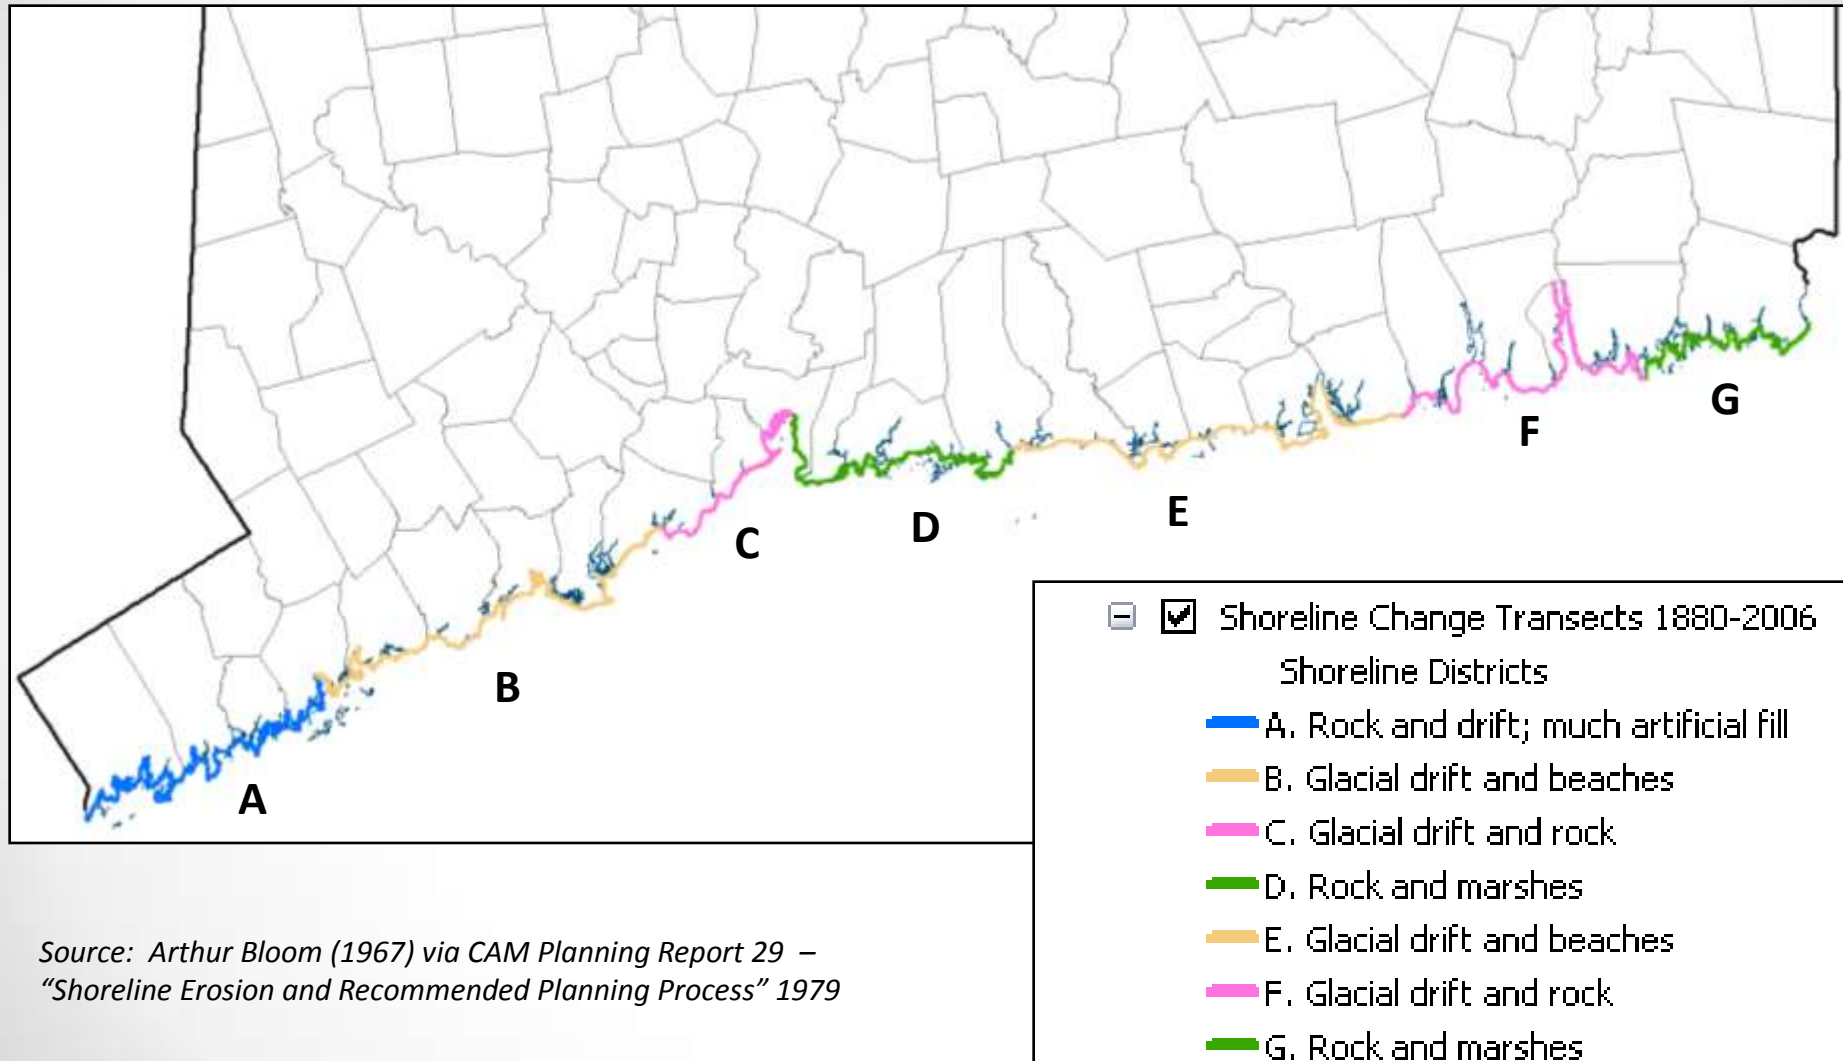 G
F
E
D
C
B
A
Shoreline Change Transects 1880-2006
Shoreline Districts
A. Rock and drift; much artificial fill
B. Glacial drift and beaches
C. Glacial drift and rock
D. Rock and marshes
E. Glacial drift and beaches
F. Glacial drift and rock
G. Rock and marshes
Source: Arthur Bloom (1967) via CAM Planning Report 29 –
“Shoreline Erosion and Recommended Planning Process” 1979